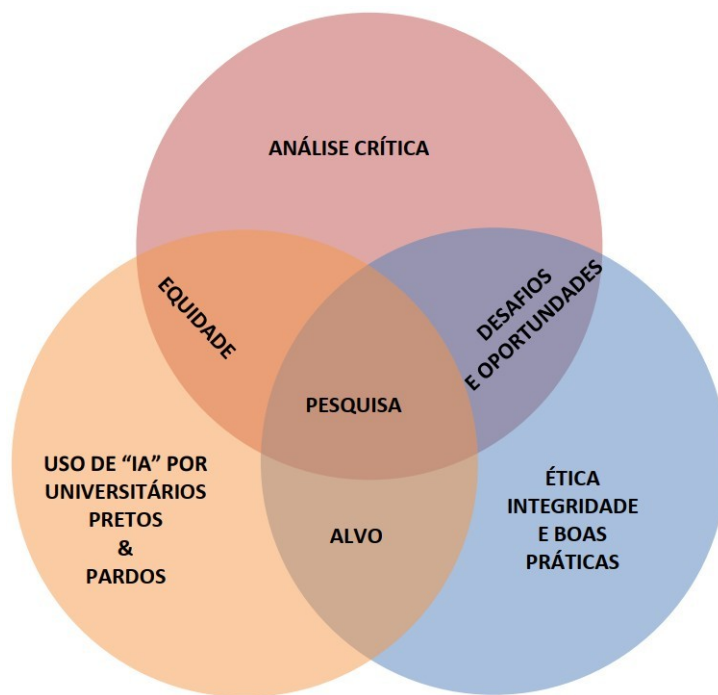 ANÁLISE CRÍTICA
EQUIDADE
DESAFIOS
E OPORTUNDADES
PESQUISA
USO DE “IA” POR
UNIVERSITÁRIOS
PRETOS
&
PARDOS
ALVO
ÉTICA
INTEGRIDADE
E BOAS
PRÁTICAS